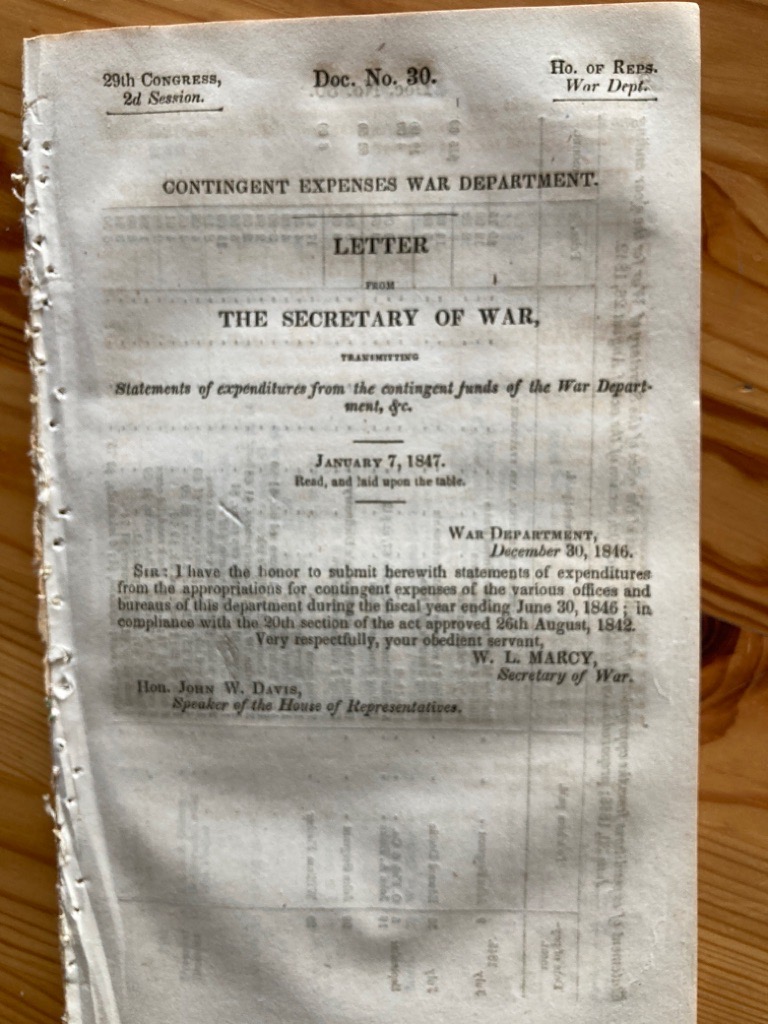 29th Congress,
2d Session.
Doc. No. 30.
Ho. of Reps.
War Dept.
CONTINGENT EXPENSES WAR DEPARTMENT.
LETTER
FROM
THE SECRETARY OF WAR,
TRANSMITTING
Statements of expenditures from the contingent funds of the War Depart-
ment, &c.
January 7, 1847.
Read, and laid upon the table.
War Department,
December 30, 1846.
Sir: I have the honor to submit herewith statements of expenditures
from the appropriations for contingent expenses of the various offices and
bureaus of this department during the fiscal year ending June 30, 1846; in
compliance with the 20th section of the act approved 26th August, 1842.
Very respectfully, your obedient servant,
W. L. MARCY,
Secretary of War.
Hon. John W. Davis,
Speaker of the House of Representatives.